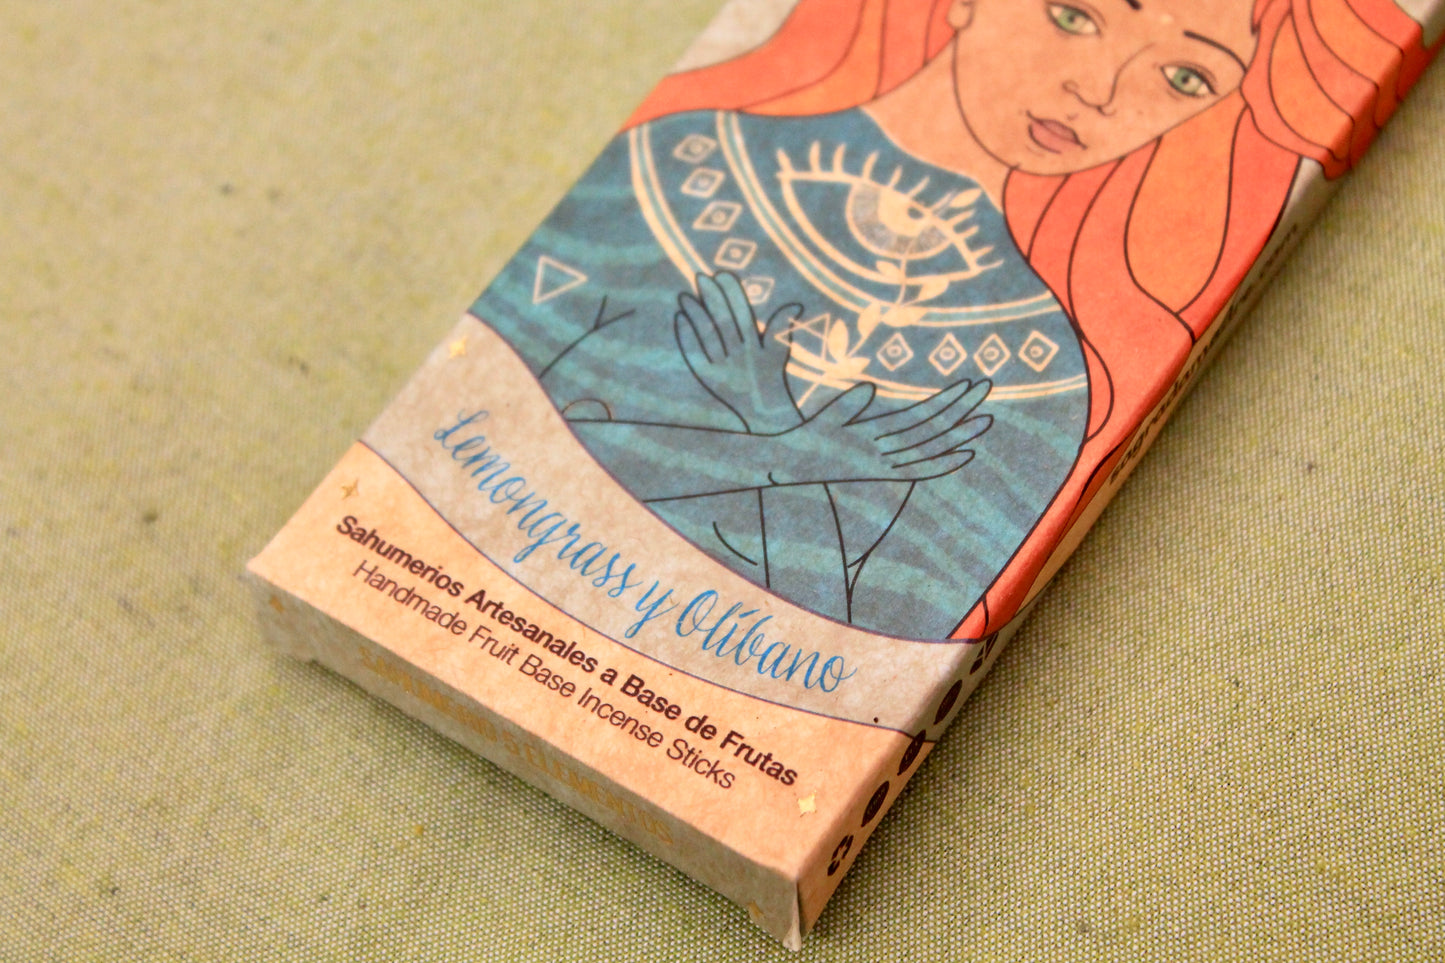 Lemongrass y Olíbano
Sahumerios Artesanales a Base de Frutas
Handmade Fruit Base Incense Sticks